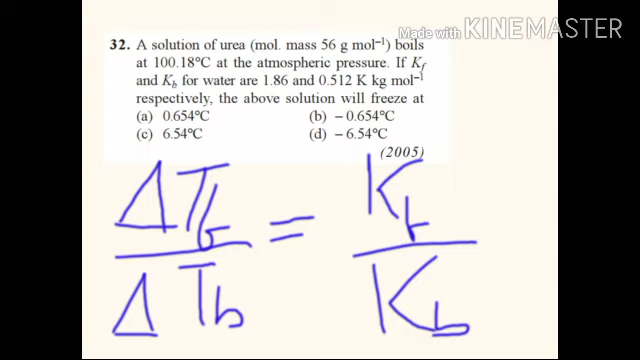 Made with KINEMASTER
32. A solution of urea (mol. mass 56 g mol⁻¹) boils
at 100.18°C at the atmospheric pressure. If Kf
and Kb for water are 1.86 and 0.512 K kg mol⁻¹
respectively, the above solution will freeze at
(a) 0.654°C (b) – 0.654°C
(c) 6.54°C (d) – 6.54°C
(2005)
ΔTf = Kf
ΔTb Kb